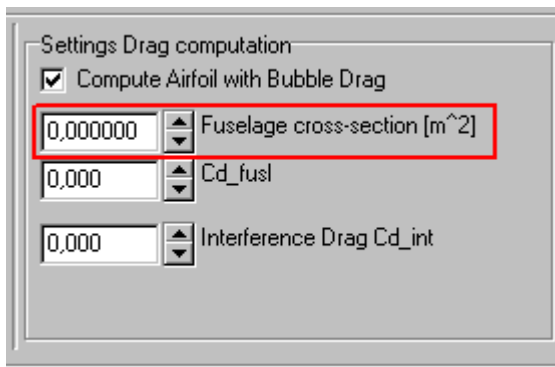 Settings Drag computation
Compute Airfoil with Bubble Drag
0,000000 Fuselage cross-section [m^2]
0,000 Cd_fusl
0,000 Interference Drag Cd_int